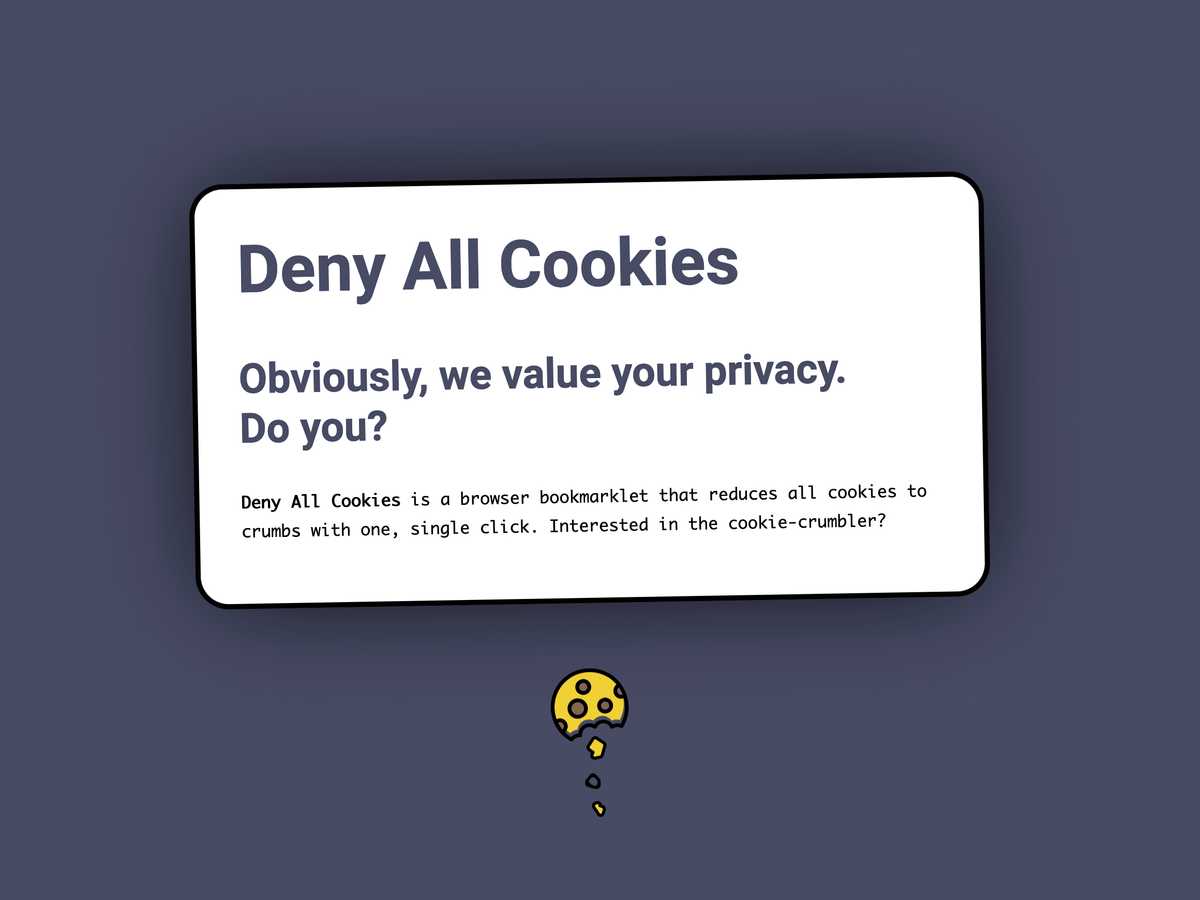 Deny All Cookies
Obviously, we value your privacy.
Do you?
Deny All Cookies is a browser bookmarklet that reduces all cookies to
crumbs with one, single click. Interested in the cookie-crumbler?